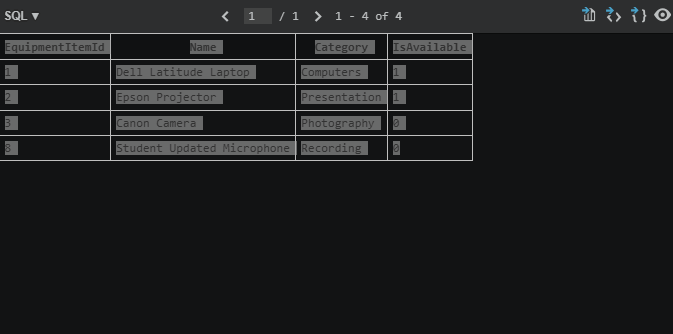 SQL ▼ 1 / 1 1 - 4 of 4
EquipmentItemId Name Category IsAvailable
1 Dell Latitude Laptop Computers 1
2 Epson Projector Presentation 1
3 Canon Camera Photography 0
8 Student Updated Microphone Recording 0